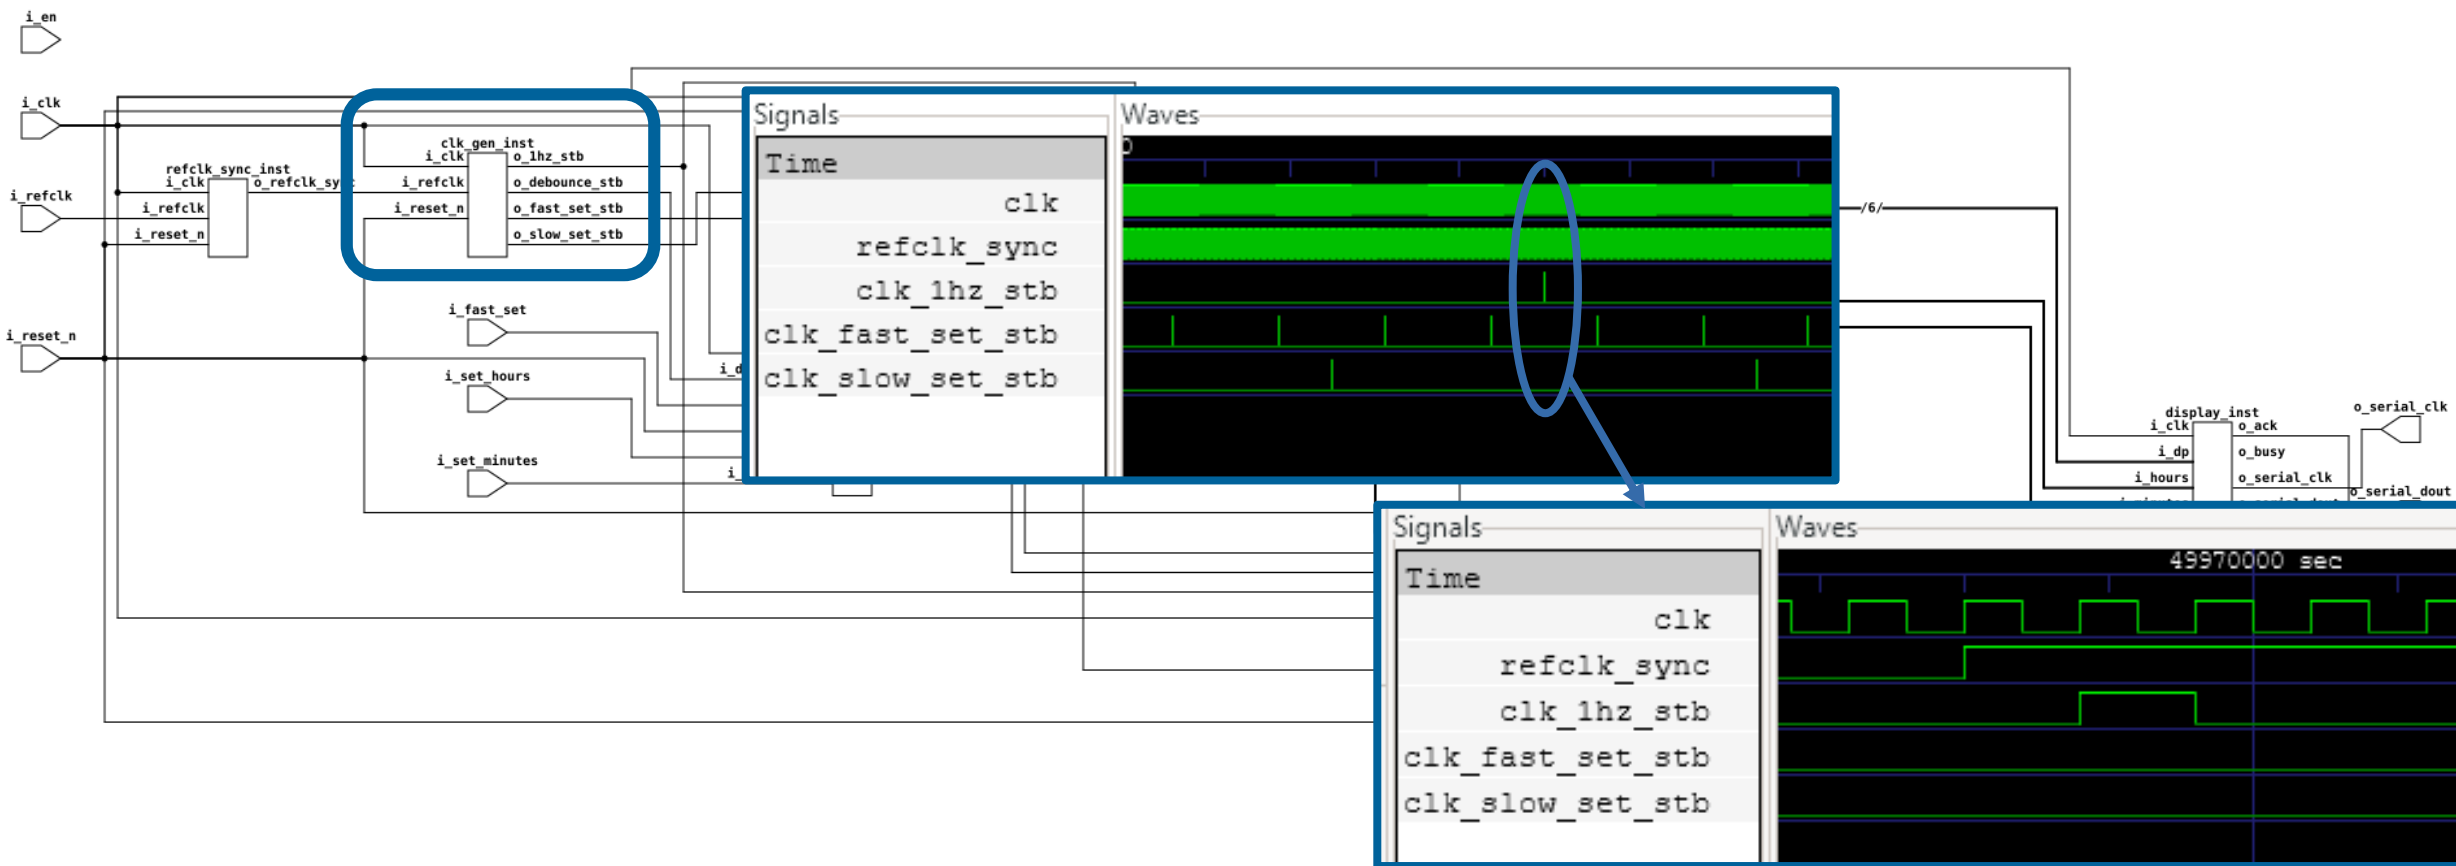 i_en
i_clk
i_refclk
i_reset_n
refclk_sync_inst
i_clk
o_refclk_sync
i_refclk
i_reset_n
clk_gen_inst
i_clk
o_1hz_stb
i_refclk
o_debounce_stb
i_reset_n
o_fast_set_stb
o_slow_set_stb
i_fast_set
i_set_hours
i_set_minutes
Signals
Waves
Time
0
clk
refclk_sync
clk_1hz_stb
clk_fast_set_stb
clk_slow_set_stb
/6/
display_inst
i_clk
o_ack
i_dp
o_busy
i_hours
o_serial_clk
o_serial_clk
o_serial_dout
Signals
Waves
49970000 sec
Time
clk
refclk_sync
clk_1hz_stb
clk_fast_set_stb
clk_slow_set_stb